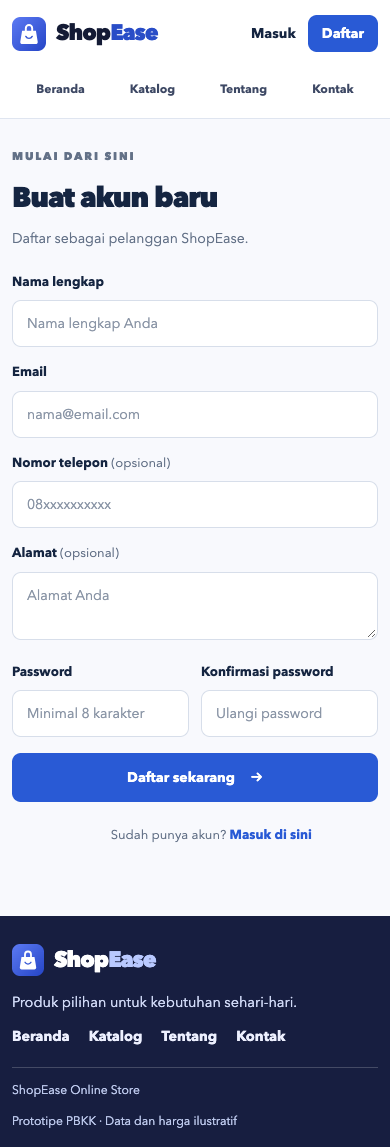 ShopEase
Masuk
Daftar
Beranda Katalog Tentang Kontak
MULAI DARI SINI
Buat akun baru
Daftar sebagai pelanggan ShopEase.
Nama lengkap
Nama lengkap Anda
Email
nama@email.com
Nomor telepon (opsional)
08xxxxxxxxxx
Alamat (opsional)
Alamat Anda
Password
Minimal 8 karakter
Konfirmasi password
Ulangi password
Daftar sekarang →
Sudah punya akun? Masuk di sini
ShopEase
Produk pilihan untuk kebutuhan sehari-hari.
Beranda Katalog Tentang Kontak
ShopEase Online Store
Prototipe PBKK · Data dan harga ilustratif